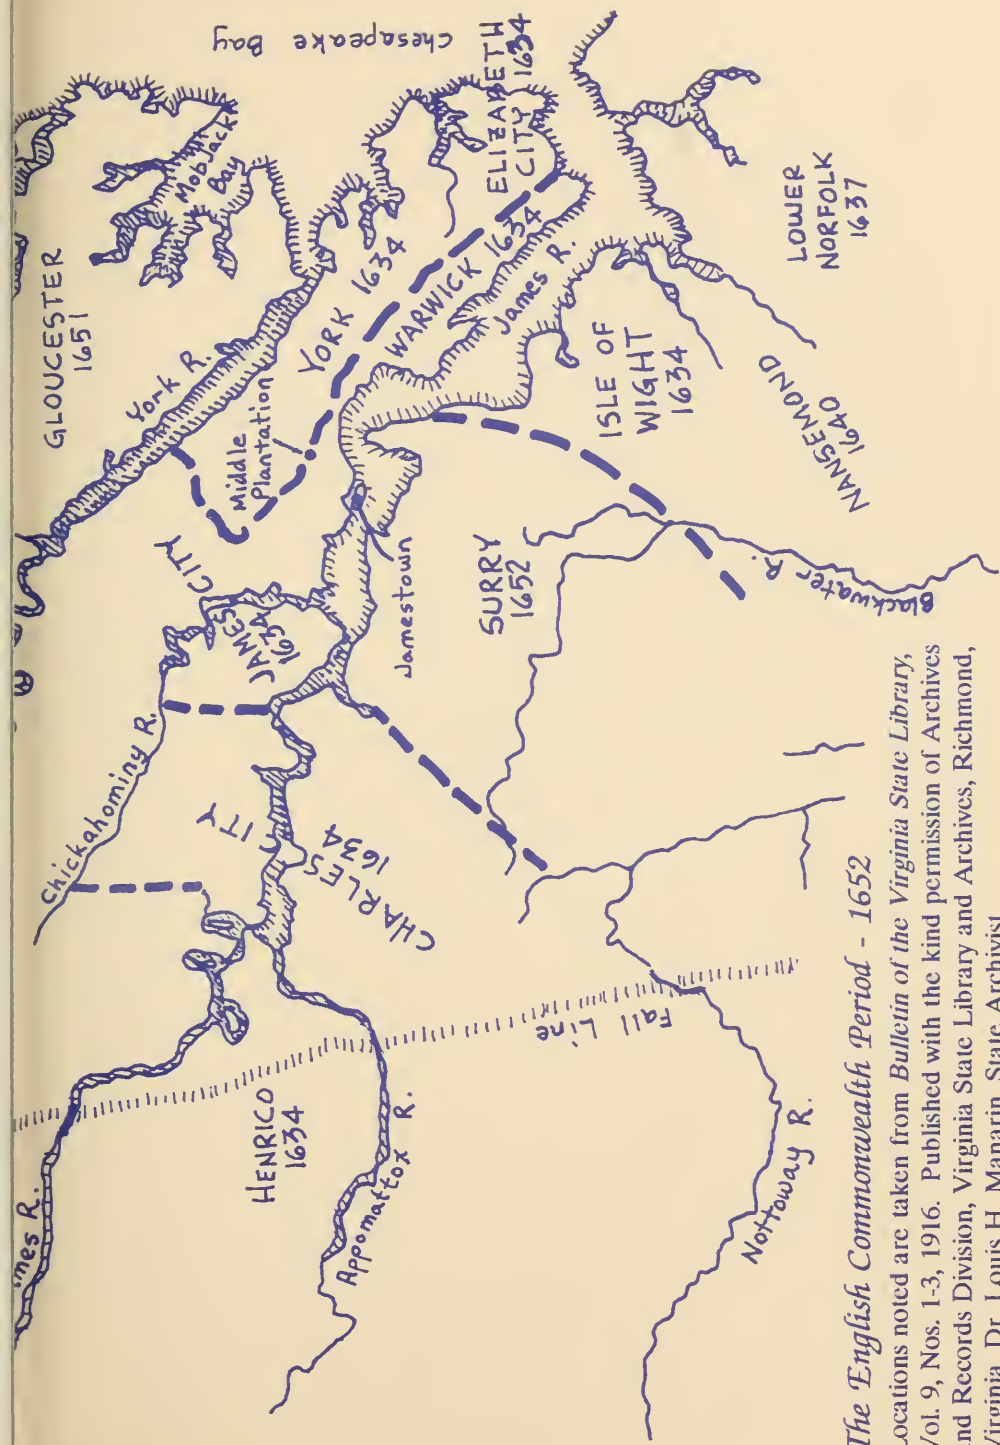 Chesapeake Bay
GLOUCESTER
1651
Mobjack
Bay
York R.
YORK 1634
ELIZABETH
CITY 1634
WARWICK 1634
James R.
LOWER
NORFOLK
1637
Middle
Plantation
ISLE OF
WIGHT
1634
NANSEMOND
1640
JAMES CITY
1634
Jamestown
SURRY
1652
Blackwater R.
Chickahominy R.
CHARLES CITY
1634
Fall Line
HENRICO
1634
Appomattox R.
Nottoway R.
mes R.
The English Commonwealth Period - 1652
ocations noted are taken from Bulletin of the Virginia State Library,
Vol. 9, Nos. 1-3, 1916. Published with the kind permission of Archives
nd Records Division, Virginia State Library and Archives, Richmond,
Virginia, Dr. Louis H. Manarin, State Archivist